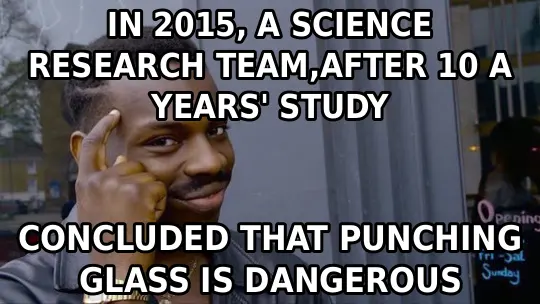 IN 2015, A SCIENCE
RESEARCH TEAM,AFTER 10 A
YEARS' STUDY
CONCLUDED THAT PUNCHING
GLASS IS DANGEROUS
Opening
Fri -Sat
Sunday